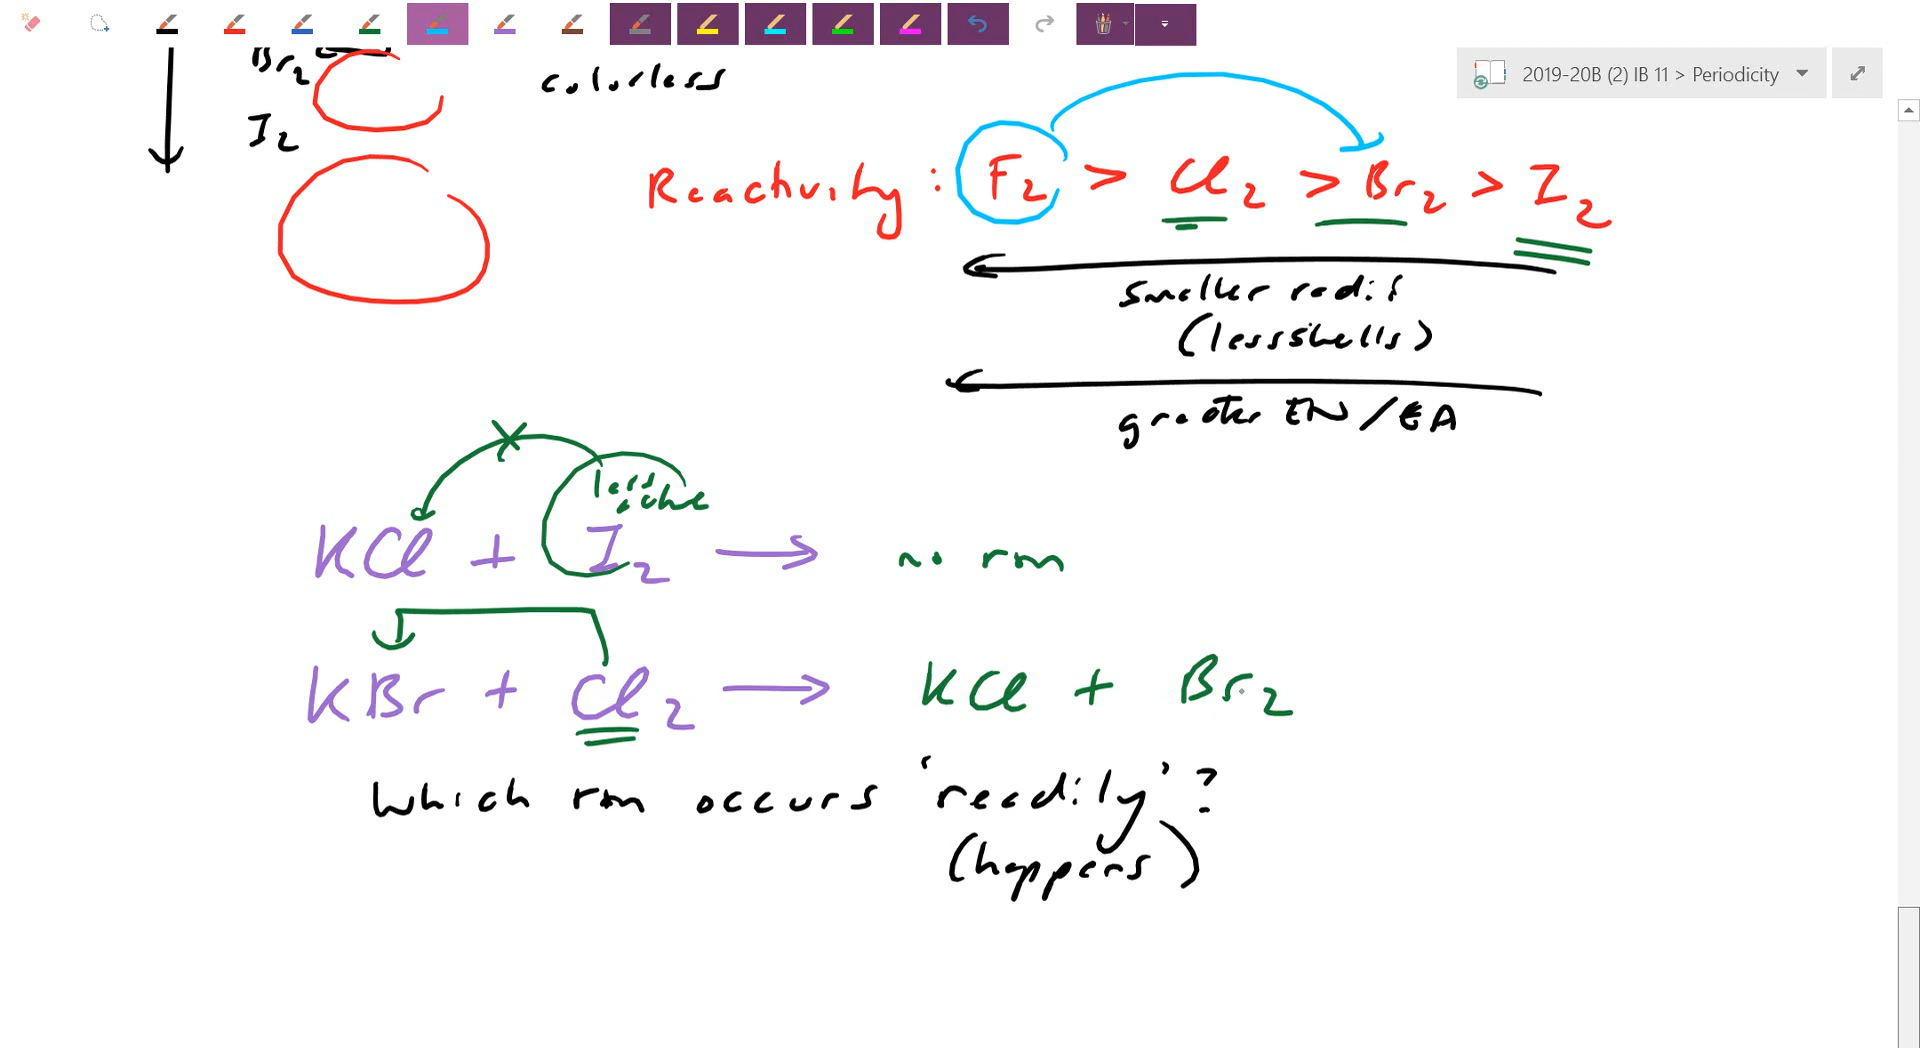 2019-20B (2) IB 11 > Periodicity
Br2
colorless
I2
Reactivity : F2 > Cl2 > Br2 > I2
smaller radii
(less shells)
greater EN/EA
less
active
KCl + I2 → no rxn
KBr + Cl2 → KCl + Br2
Which rxn occurs 'readily'?
(happens)